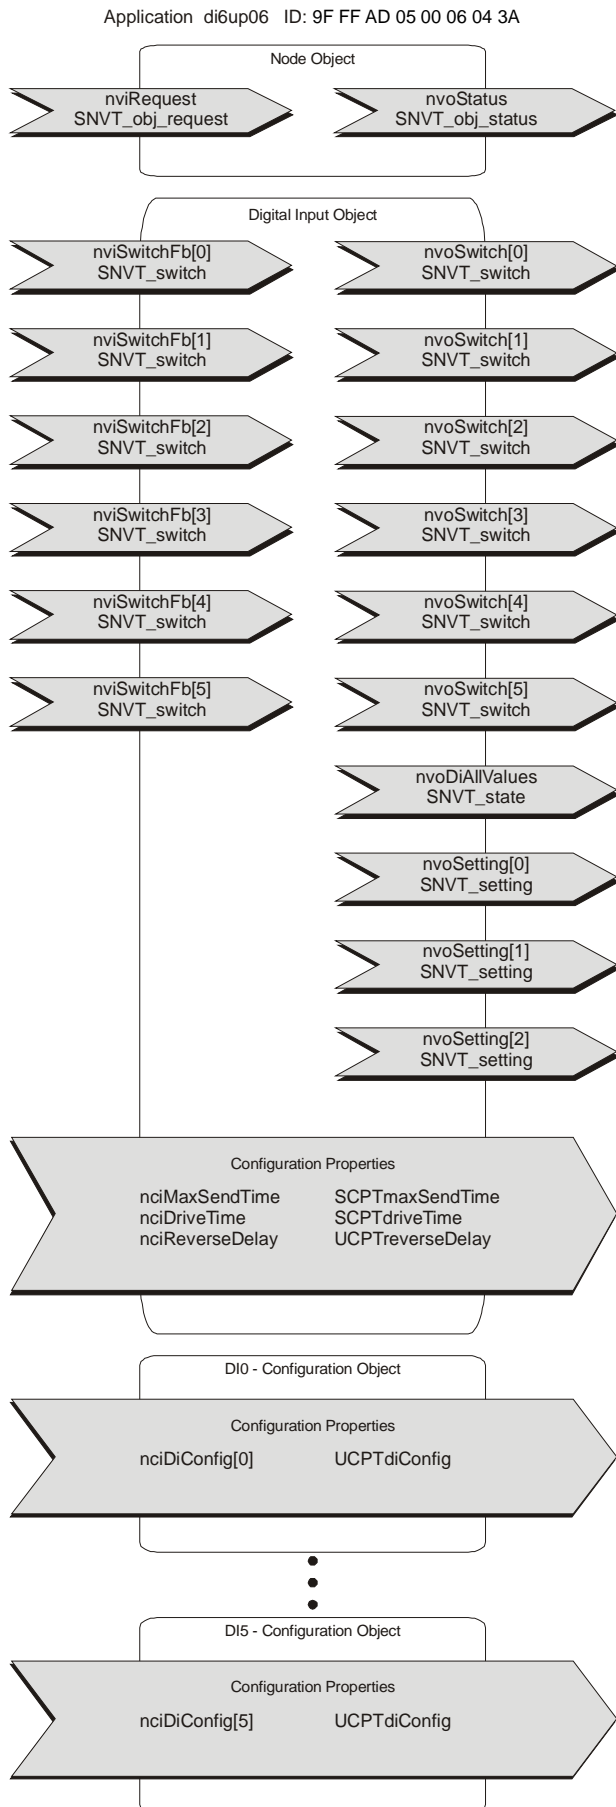 Application di6up06 ID: 9F FF AD 05 00 06 04 3A
Node Object
nviRequest
SNVT_obj_request
nvoStatus
SNVT_obj_status
Digital Input Object
nviSwitchFb[0]
SNVT_switch
nvoSwitch[0]
SNVT_switch
nviSwitchFb[1]
SNVT_switch
nvoSwitch[1]
SNVT_switch
nviSwitchFb[2]
SNVT_switch
nvoSwitch[2]
SNVT_switch
nviSwitchFb[3]
SNVT_switch
nvoSwitch[3]
SNVT_switch
nviSwitchFb[4]
SNVT_switch
nvoSwitch[4]
SNVT_switch
nviSwitchFb[5]
SNVT_switch
nvoSwitch[5]
SNVT_switch
nvoDiAllValues
SNVT_state
nvoSetting[0]
SNVT_setting
nvoSetting[1]
SNVT_setting
nvoSetting[2]
SNVT_setting
Configuration Properties
nciMaxSendTime SCPTmaxSendTime
nciDriveTime SCPTdriveTime
nciReverseDelay UCPTreverseDelay
DI0 - Configuration Object
Configuration Properties
nciDiConfig[0] UCPTdiConfig
DI5 - Configuration Object
Configuration Properties
nciDiConfig[5] UCPTdiConfig